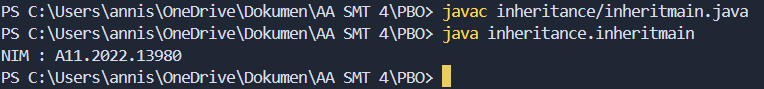 PS C:\Users\annis\OneDrive\Dokumen\AA SMT 4\PBO> javac inheritance/inheritmain.java
PS C:\Users\annis\OneDrive\Dokumen\AA SMT 4\PBO> java inheritance.inheritmain
NIM : A11.2022.13980
PS C:\Users\annis\OneDrive\Dokumen\AA SMT 4\PBO>